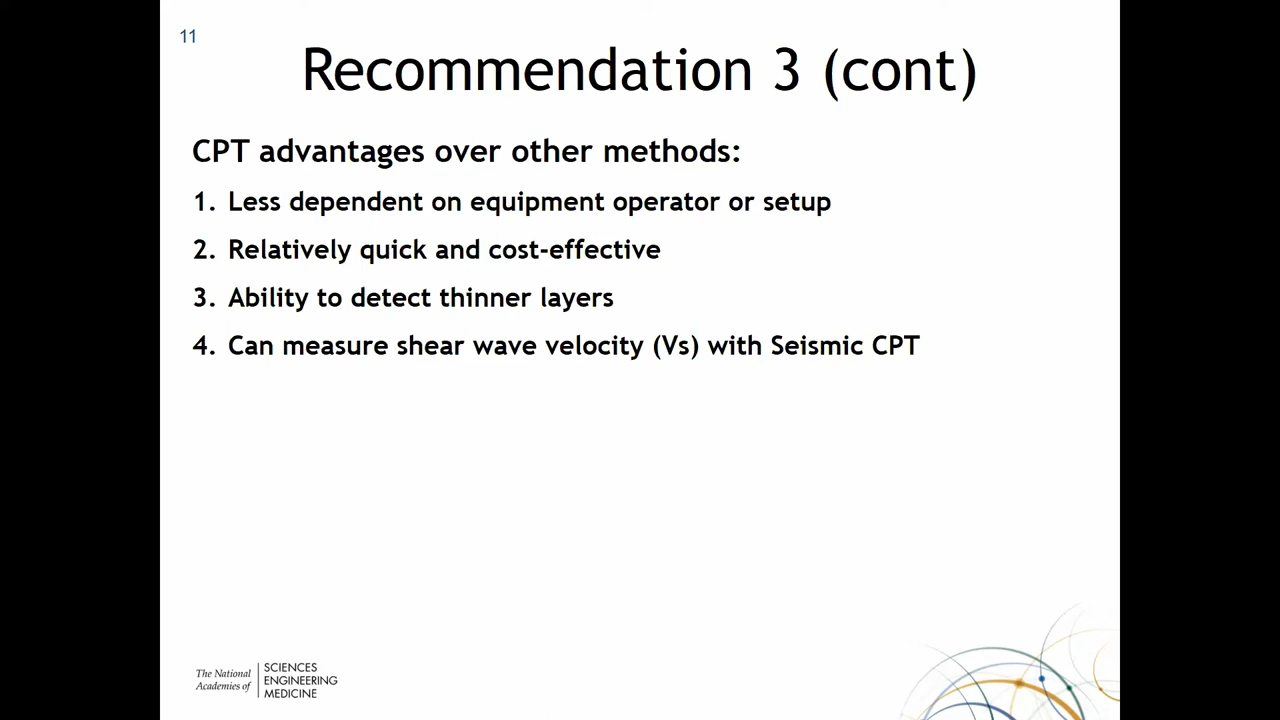 11
Recommendation 3 (cont)
CPT advantages over other methods:
1. Less dependent on equipment operator or setup
2. Relatively quick and cost-effective
3. Ability to detect thinner layers
4. Can measure shear wave velocity (Vs) with Seismic CPT
The National
Academies of
SCIENCES
ENGINEERING
MEDICINE